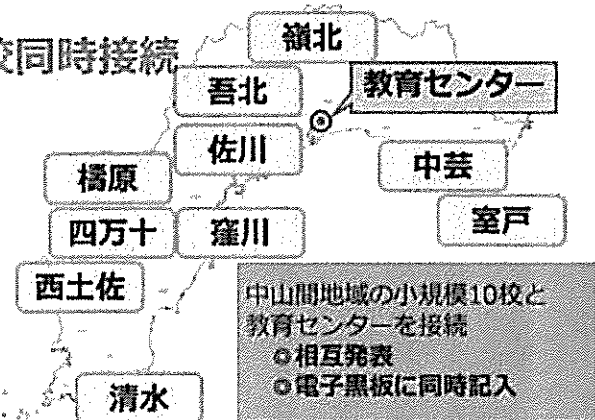 校同時接続
嶺北
吾北
教育センター
佐川
中芸
梼原
室戸
四万十
窪川
西土佐
中山間地域の小規模10校と
教育センターを接続
◎相互発表
◎電子黒板に同時記入
清水